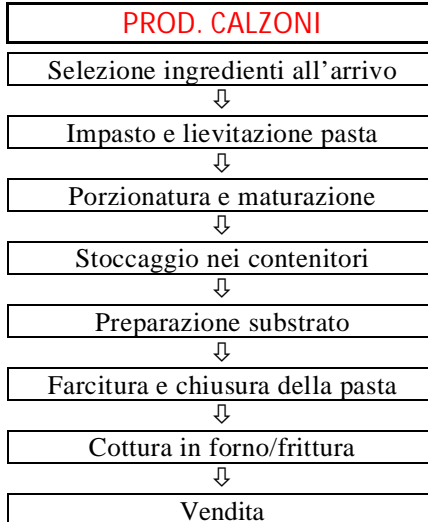 PROD. CALZONI
Selezione ingredienti all’arrivo
⇩
Impasto e lievitazione pasta
⇩
Porzionatura e maturazione
⇩
Stoccaggio nei contenitori
⇩
Preparazione substrato
⇩
Farcitura e chiusura della pasta
⇩
Cottura in forno/frittura
⇩
Vendita